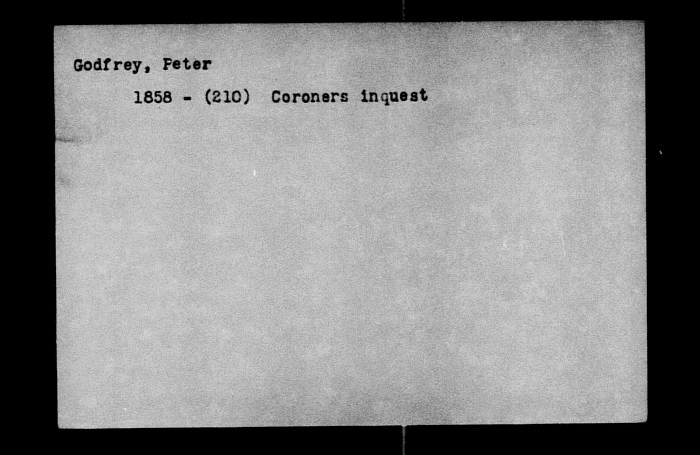 Godfrey, Peter
1858 - (210) Coroners inquest